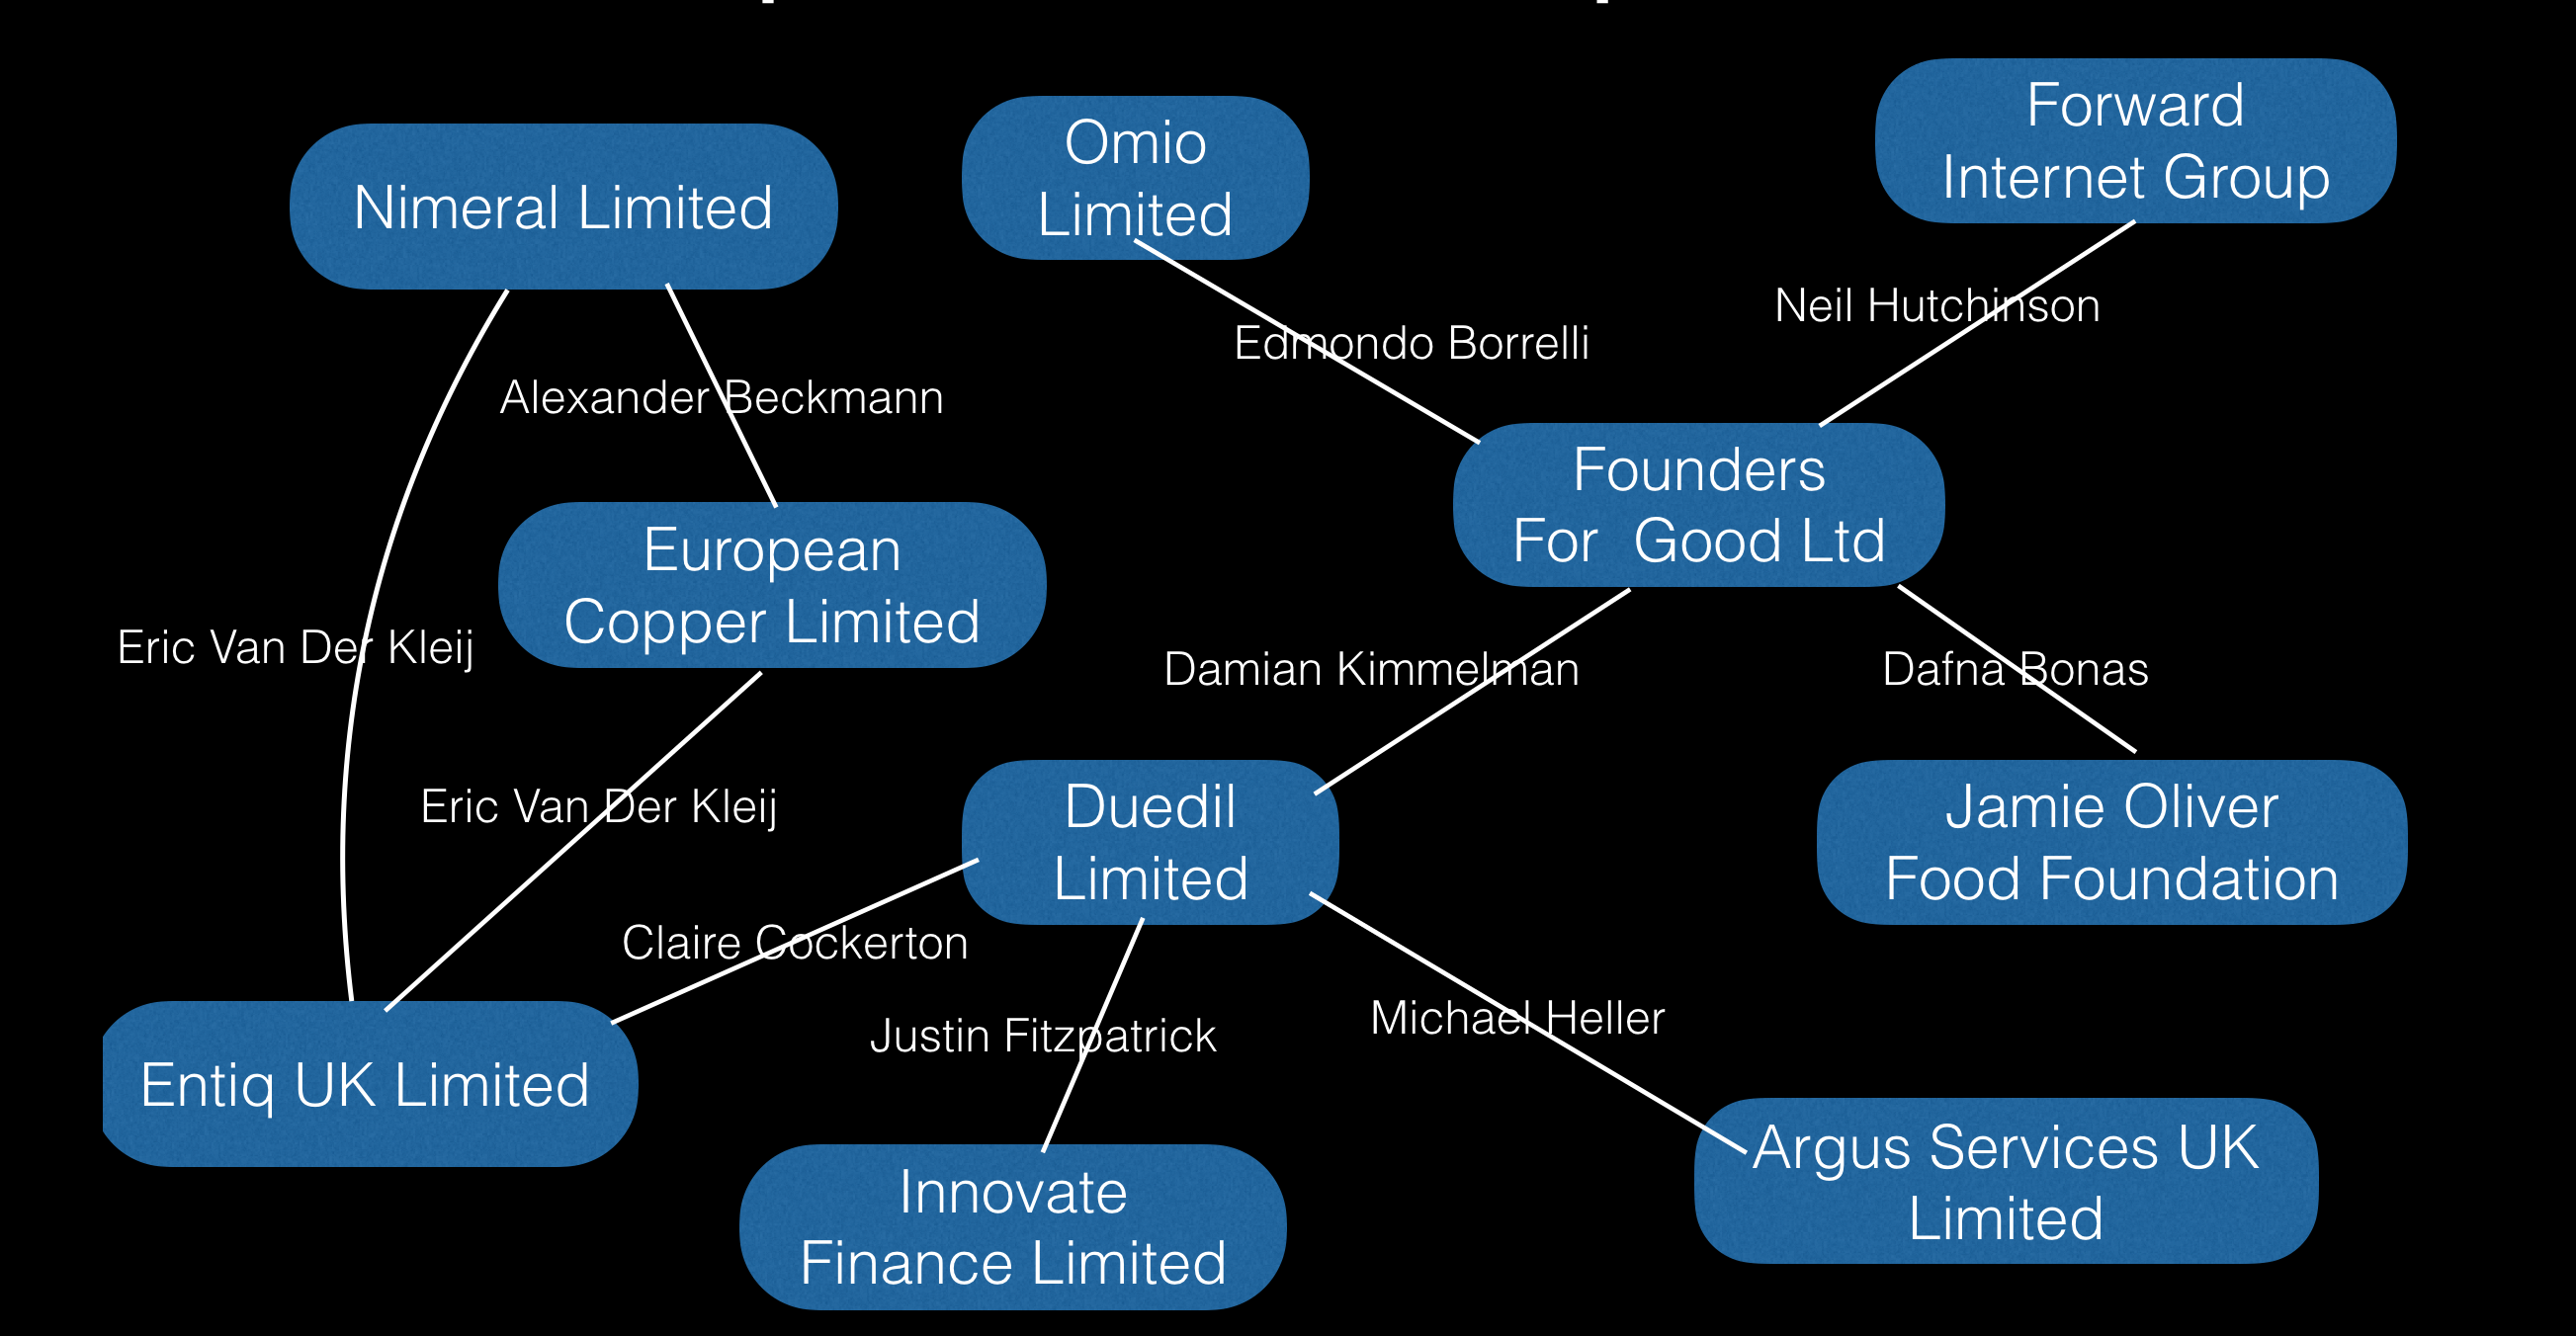 Forward
Internet Group
Omio
Limited
Nimeral Limited
Neil Hutchinson
Edmondo Borrelli
Alexander Beckmann
Founders
For  Good Ltd
European
Copper Limited
Eric Van Der Kleij
Damian Kimmelman
Dafna Bonas
Eric Van Der Kleij
Duedil
Limited
Jamie Oliver
Food Foundation
Claire Cockerton
Justin Fitzpatrick
Michael Heller
Entiq UK Limited
Argus Services UK
Limited
Innovate
Finance Limited